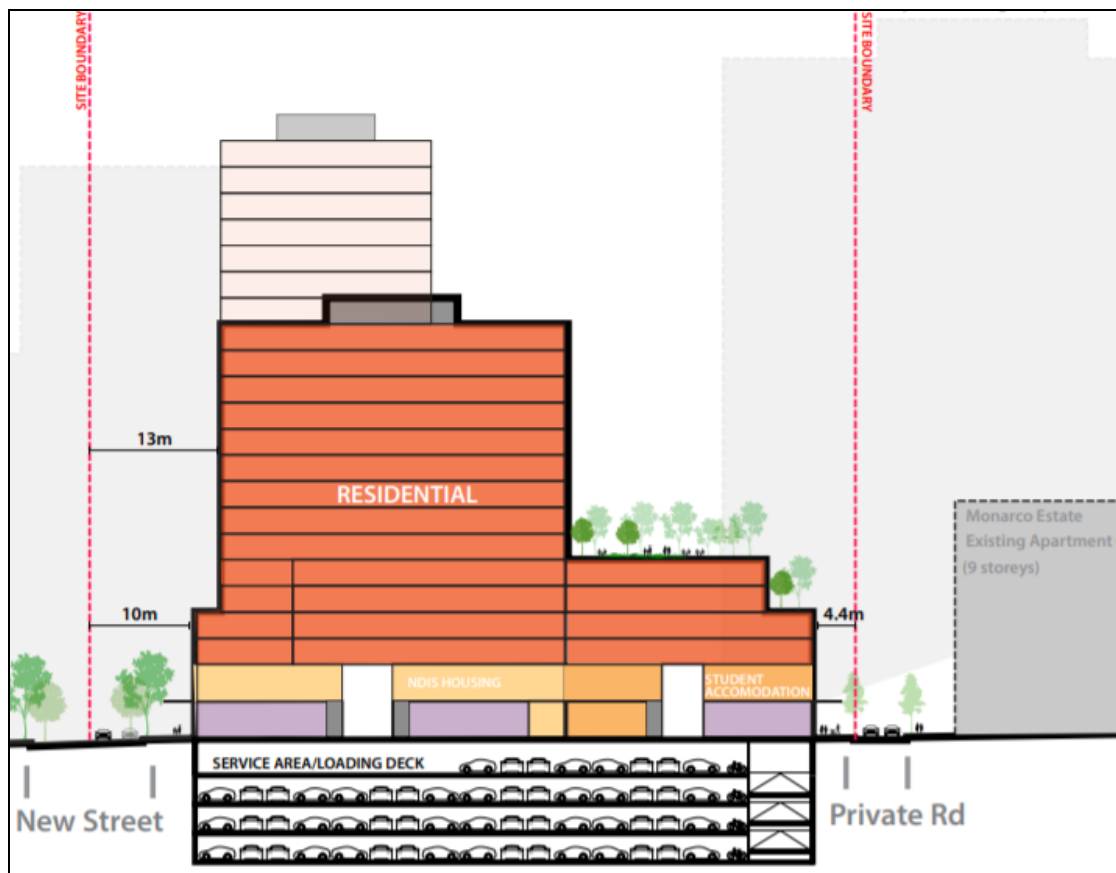 SITE BOUNDARY
SITE BOUNDARY
13m
RESIDENTIAL
Monarco Estate
Existing Apartment
(9 storeys)
10m
4.4m
NDIS HOUSING
STUDENT
ACCOMODATION
SERVICE AREA/LOADING DECK
New Street
Private Rd